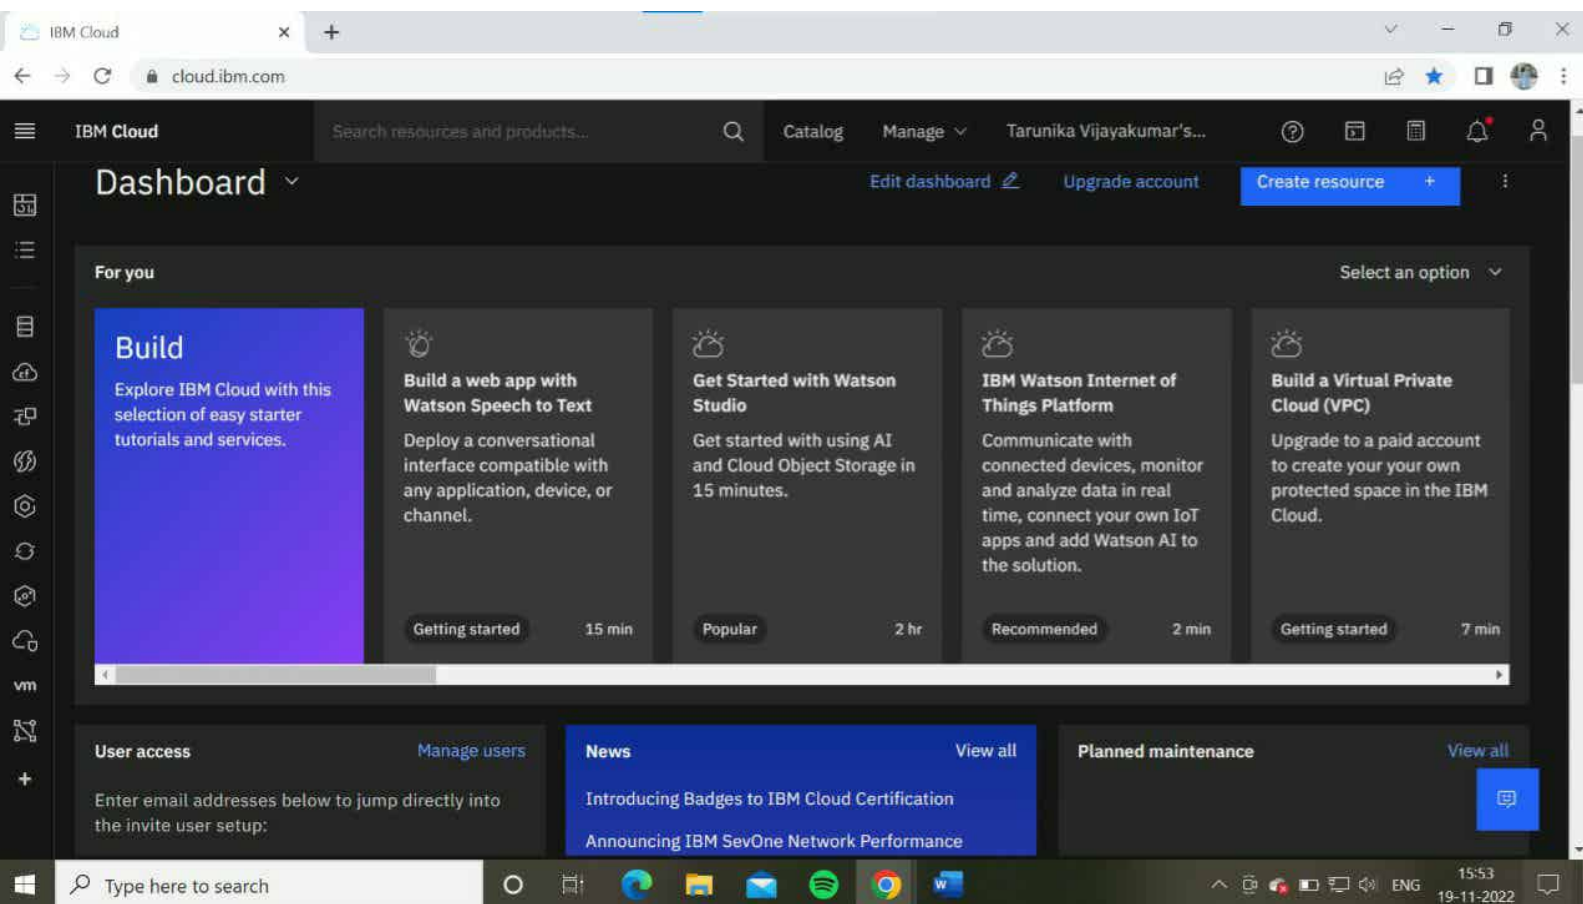 IBM Cloud
cloud.ibm.com
IBM Cloud
Search resources and products...
Catalog
Manage
Tarunika Vijayakumar's...
Dashboard
Edit dashboard
Upgrade account
Create resource +
For you
Select an option
Build
Explore IBM Cloud with this
selection of easy starter
tutorials and services.
Build a web app with
Watson Speech to Text
Deploy a conversational
interface compatible with
any application, device, or
channel.
Getting started
15 min
Get Started with Watson
Studio
Get started with using AI
and Cloud Object Storage in
15 minutes.
Popular
2 hr
IBM Watson Internet of
Things Platform
Communicate with
connected devices, monitor
and analyze data in real
time, connect your own IoT
apps and add Watson AI to
the solution.
Recommended
2 min
Build a Virtual Private
Cloud (VPC)
Upgrade to a paid account
to create your your own
protected space in the IBM
Cloud.
Getting started
7 min
vm
User access
Manage users
Enter email addresses below to jump directly into
the invite user setup:
News
View all
Introducing Badges to IBM Cloud Certification
Announcing IBM SevOne Network Performance
Planned maintenance
View all
Type here to search
ENG
15:53
19-11-2022